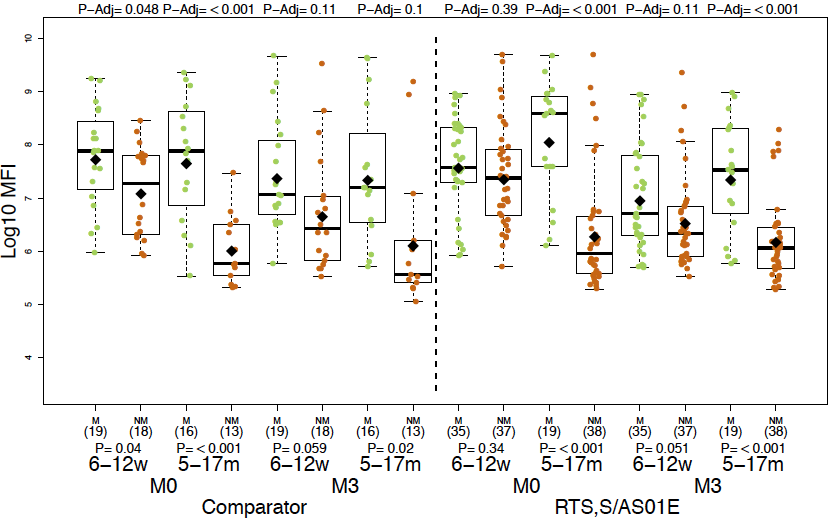 P−Adj= 0.048 P−Adj= < 0.001 P−Adj= 0.11 P−Adj= 0.1 P−Adj= 0.39 P−Adj= < 0.001 P−Adj= 0.11 P−Adj= < 0.001
Log10 MFI
10
9
8
7
6
5
4
M NM M NM M NM M NM M NM M NM M NM M NM
(19) (18) (16) (13) (19) (18) (16) (13) (35) (37) (19) (38) (35) (37) (19) (38)
P= 0.04 P= < 0.001 P= 0.059 P= 0.02 P= 0.34 P= < 0.001 P= 0.051 P= < 0.001
6−12w 5−17m 6−12w 5−17m 6−12w 5−17m 6−12w 5−17m
M0 M3 M0 M3
Comparator RTS,S/AS01E